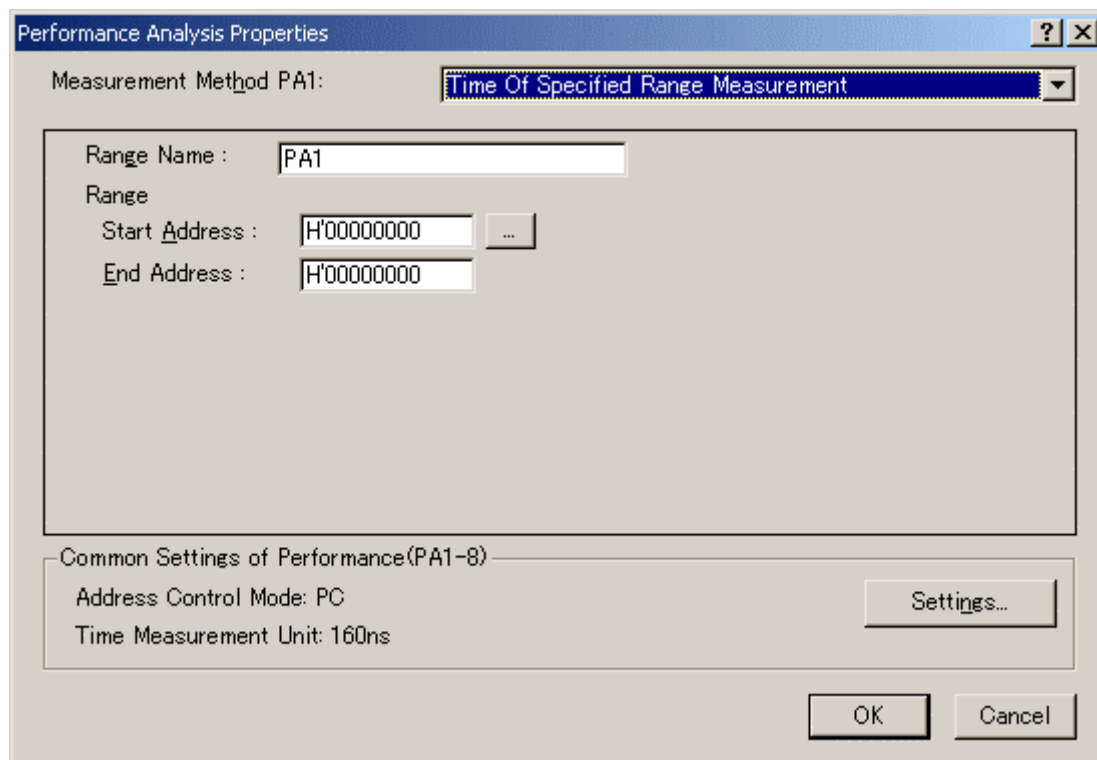 Performance Analysis Properties
Measurement Method PA1: Time Of Specified Range Measurement
Range Name : PA1
Range
Start Address : H'00000000 ...
End Address : H'00000000
Common Settings of Performance(PA1-8)
Address Control Mode: PC
Settings...
Time Measurement Unit: 160ns
OK Cancel